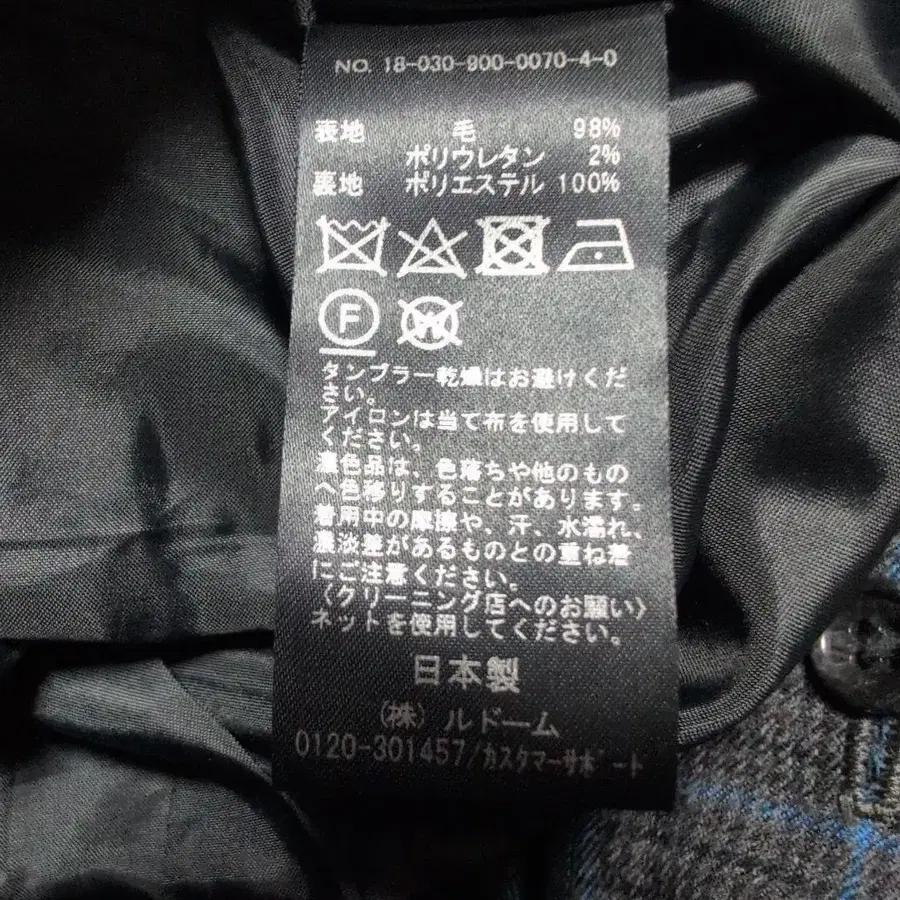 NO. 18-030-900-0070-4-0
表地 毛 98%
ポリウレタン 2%
裏地 ポリエステル 100%
F
W
タンブラー乾燥はお避けくだ
さい。
アイロンは当て布を使用して
ください。
濃色品は、色落ちや他のもの
へ色移りすることがあります。
着用中の摩擦や、汗、水濡れ、
濃淡差があるものとの重ね着
にご注意ください。
〈クリーニング店へのお願い〉
ネットを使用してください。
日本製
(株) ルドーム
0120-301457/カスタマーサポート